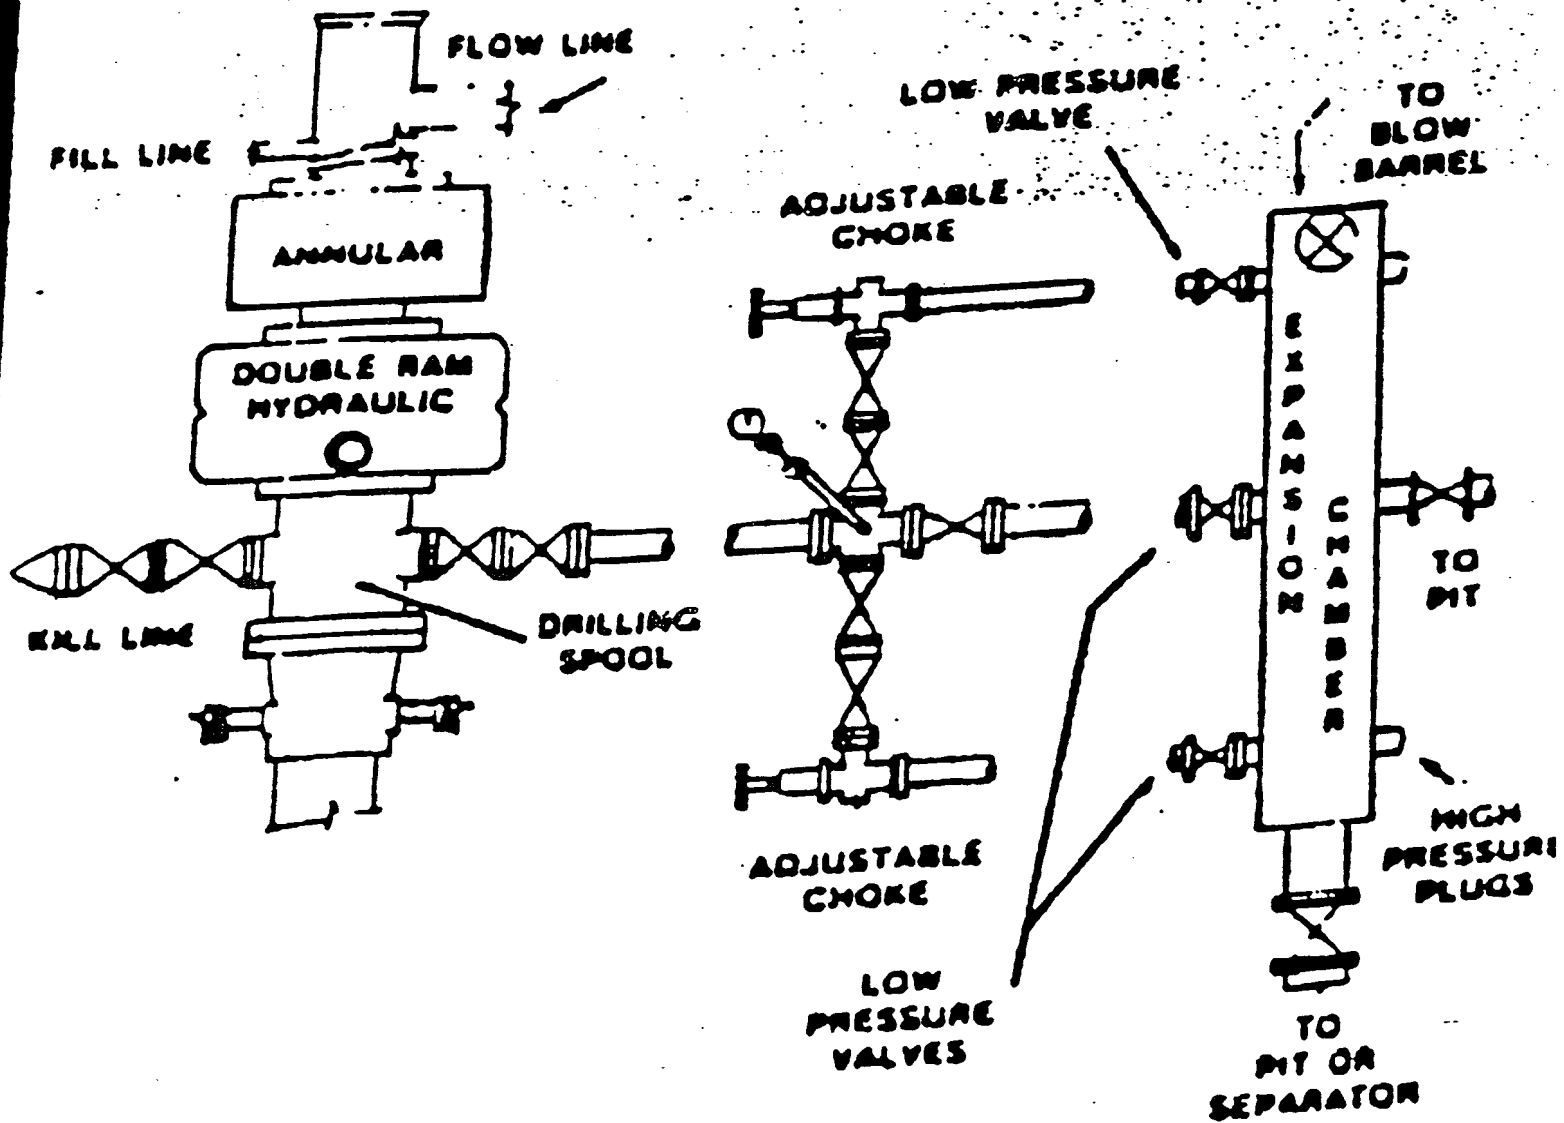 FLOW LINE
FILL LINE
ANNULAR
DOUBLE RAM
HYDRAULIC
KILL LINE
DRILLING
SPOOL
ADJUSTABLE
CHOKE
LOW PRESSURE
VALVE
TO
BLOW
BARREL
EXPANSION
CHAMBER
TO
PIT
HIGH
PRESSURE
PLUGS
ADJUSTABLE
CHOKE
LOW
PRESSURE
VALVES
TO
PIT OR
SEPARATOR